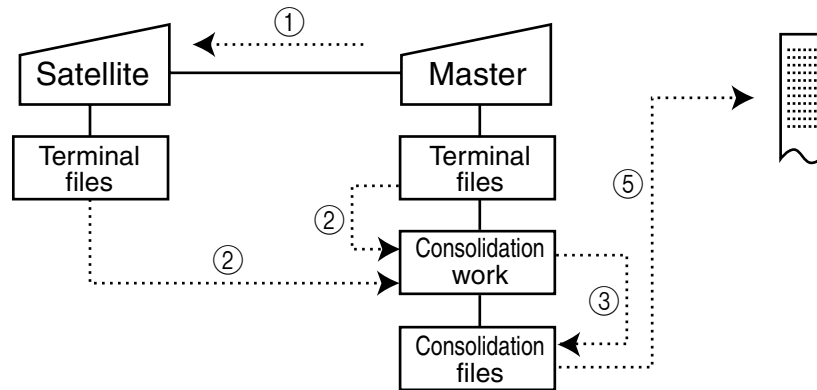 ①
Satellite
Master
Terminal
files
Terminal
files
②
②
Consolidation
work
③
Consolidation
files
⑤